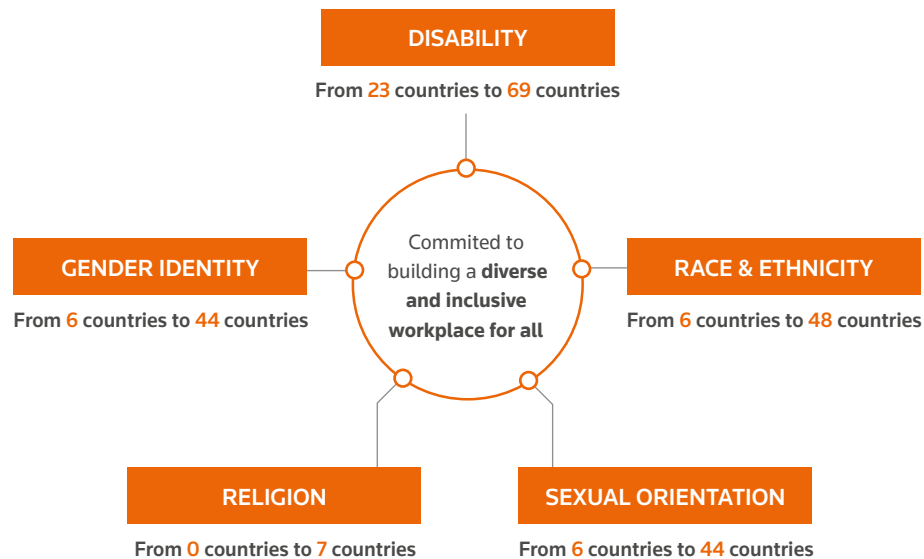 DISABILITY
From 23 countries to 69 countries
Commited to
building a diverse
and inclusive
workplace for all
GENDER IDENTITY
From 6 countries to 44 countries
RACE & ETHNICITY
From 6 countries to 48 countries
RELIGION
From 0 countries to 7 countries
SEXUAL ORIENTATION
From 6 countries to 44 countries